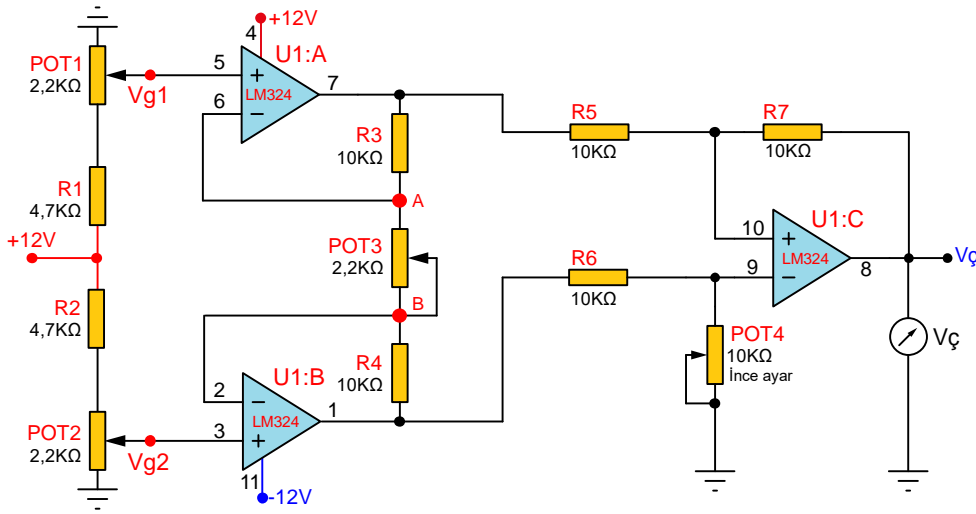 +12V
4
U1:A
POT1
2,2KΩ
Vg1
5
+
LM324
7
6
−
R3
10KΩ
R5
10KΩ
R7
10KΩ
R1
4,7KΩ
A
+12V
POT3
2,2KΩ
U1:C
10
+
LM324
8
Vç
9
−
R6
10KΩ
B
R2
4,7KΩ
POT4
10KΩ
İnce ayar
Vç
R4
10KΩ
U1:B
2
−
LM324
1
3
+
POT2
2,2KΩ
Vg2
11
-12V